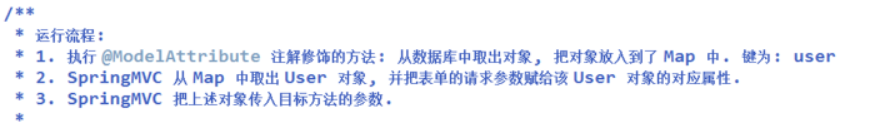 /**
* 运行流程:
* 1. 执行 @ModelAttribute 注解修饰的方法: 从数据库中取出对象, 把对象放入到了 Map 中. 键为: user
* 2. SpringMVC 从 Map 中取出 User 对象, 并把表单的请求参数赋给该 User 对象的对应属性.
* 3. SpringMVC 把上述对象传入目标方法的参数.
*